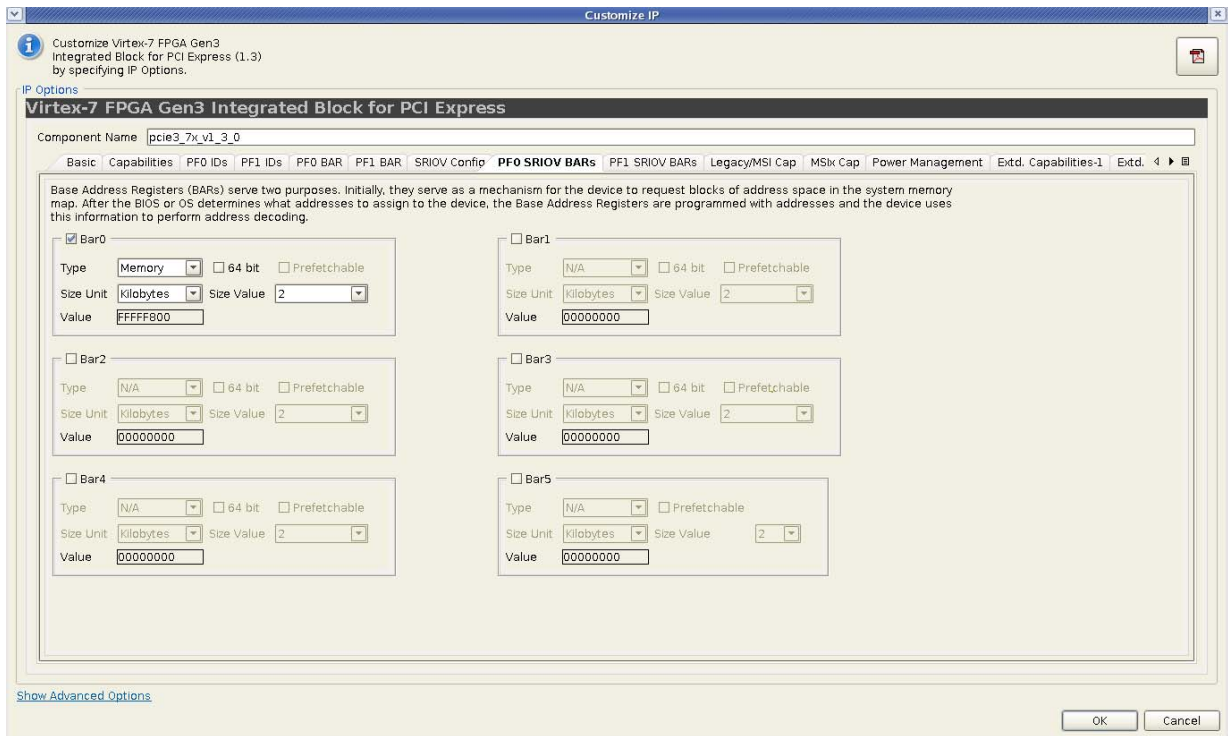 Customize IP
Customize Virtex-7 FPGA Gen3
Integrated Block for PCI Express (1.3)
by specifying IP Options.
IP Options
Virtex-7 FPGA Gen3 Integrated Block for PCI Express
Component Name pcie3_7x_v1_3_0
Basic Capabilities PF0 IDs PF1 IDs PF0 BAR PF1 BAR SRIOV Config PF0 SRIOV BARs PF1 SRIOV BARs Legacy/MSI Cap MSIx Cap Power Management Extd. Capabilities-1 Extd.
Base Address Registers (BARs) serve two purposes. Initially, they serve as a mechanism for the device to request blocks of address space in the system memory
map. After the BIOS or OS determines what addresses to assign to the device, the Base Address Registers are programmed with addresses and the device uses
this information to perform address decoding.
Bar0
Type Memory 64 bit Prefetchable
Size Unit Kilobytes Size Value 2
Value FFFFF800
Bar1
Type N/A 64 bit Prefetchable
Size Unit Kilobytes Size Value 2
Value 00000000
Bar2
Type N/A 64 bit Prefetchable
Size Unit Kilobytes Size Value 2
Value 00000000
Bar3
Type N/A 64 bit Prefetchable
Size Unit Kilobytes Size Value 2
Value 00000000
Bar4
Type N/A 64 bit Prefetchable
Size Unit Kilobytes Size Value 2
Value 00000000
Bar5
Type N/A Prefetchable
Size Unit Kilobytes Size Value 2
Value 00000000
Show Advanced Options
OK Cancel